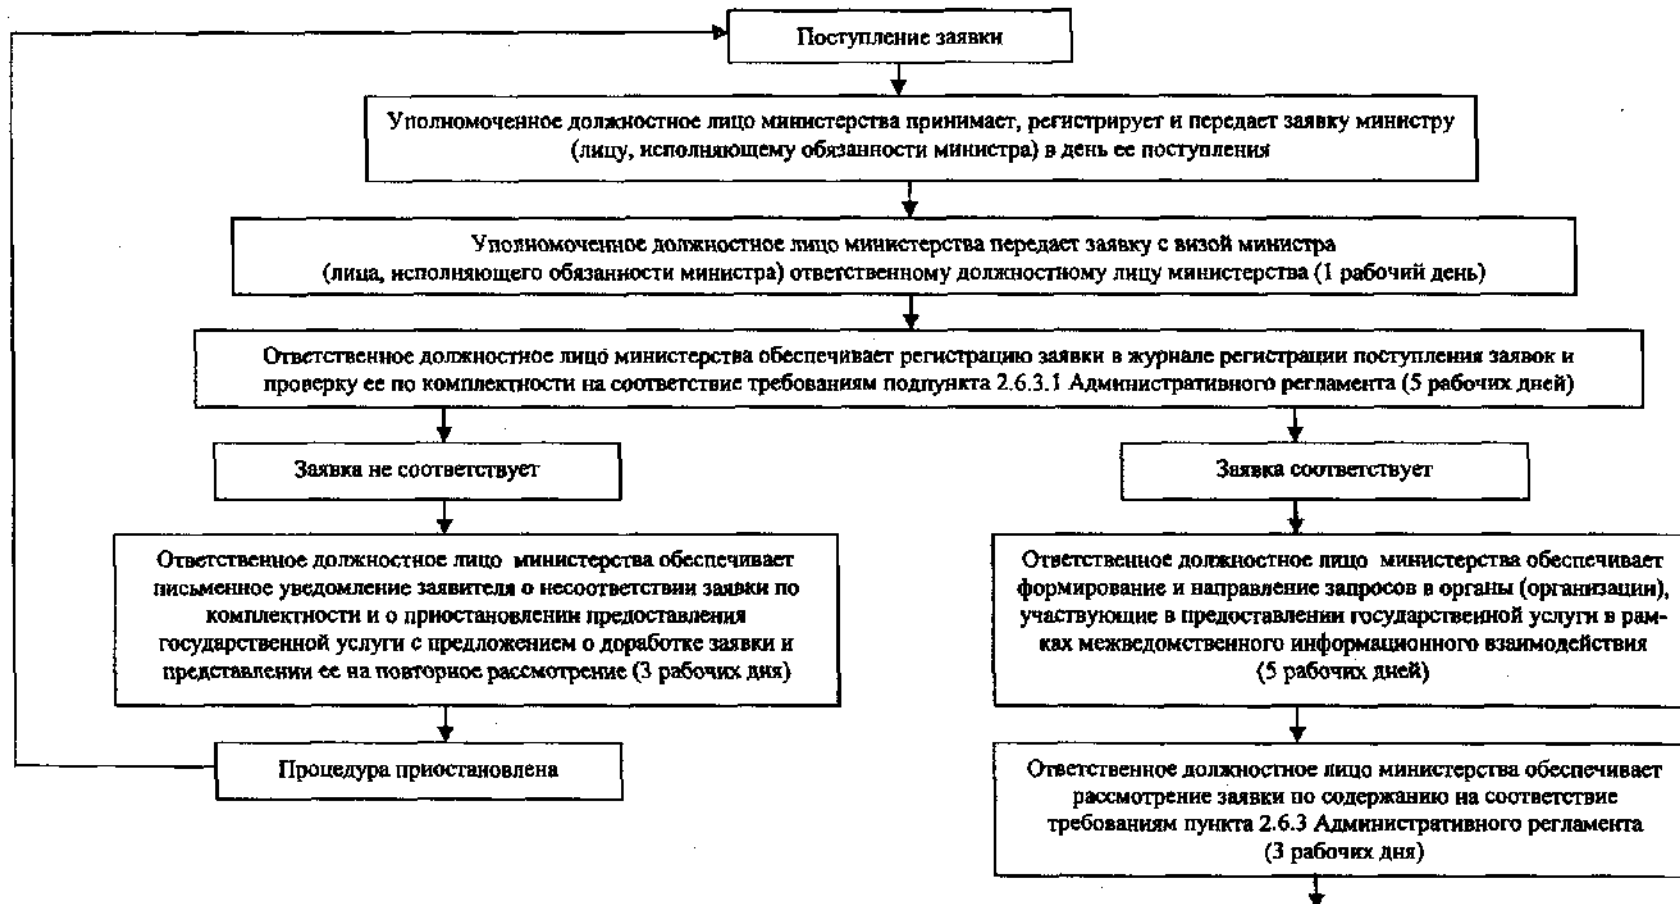 Поступление заявки
Уполномоченное должностное лицо министерства принимает, регистрирует и передает заявку министру
(лицу, исполняющему обязанности министра) в день ее поступления
Уполномоченное должностное лицо министерства передает заявку с визой министра
(лица, исполняющего обязанности министра) ответственному должностному лицу министерства (1 рабочий день)
Ответственное должностное лицо министерства обеспечивает регистрацию заявки в журнале регистрации поступления заявок и
проверку ее по комплектности на соответствие требованиям подпункта 2.6.3.1 Административного регламента (5 рабочих дней)
Заявка не соответствует
Ответственное должностное лицо министерства обеспечивает
письменное уведомление заявителя о несоответствии заявки по
комплектности и о приостановлении предоставления
государственной услуги с предложением о доработке заявки и
представлении ее на повторное рассмотрение (3 рабочих дня)
Процедура приостановлена
Заявка соответствует
Ответственное должностное лицо министерства обеспечивает
формирование и направление запросов в органы (организации),
участвующие в предоставлении государственной услуги в рам-
ках межведомственного информационного взаимодействия
(5 рабочих дней)
Ответственное должностное лицо министерства обеспечивает
рассмотрение заявки по содержанию на соответствие
требованиям пункта 2.6.3 Административного регламента
(3 рабочих дня)